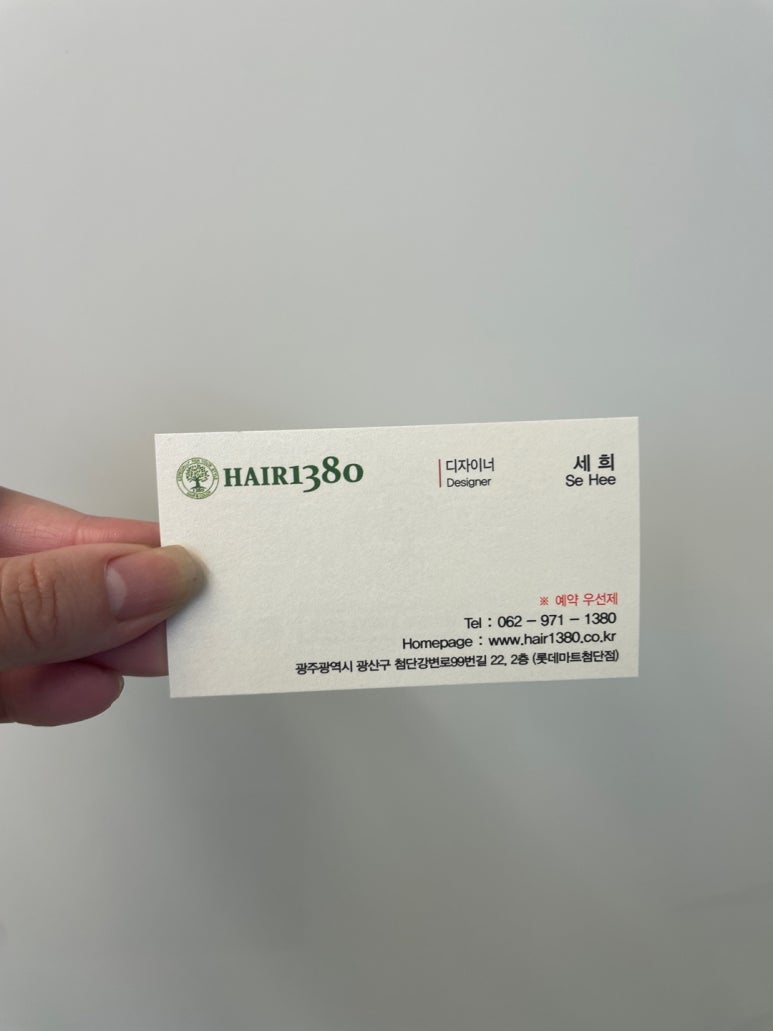 HAIR1380
디자이너
Designer
세 희
Se Hee
※ 예약 우선제
Tel : 062 - 971 - 1380
Homepage : www.hair1380.co.kr
광주광역시 광산구 첨단강변로99번길 22, 2층 (롯데마트첨단점)